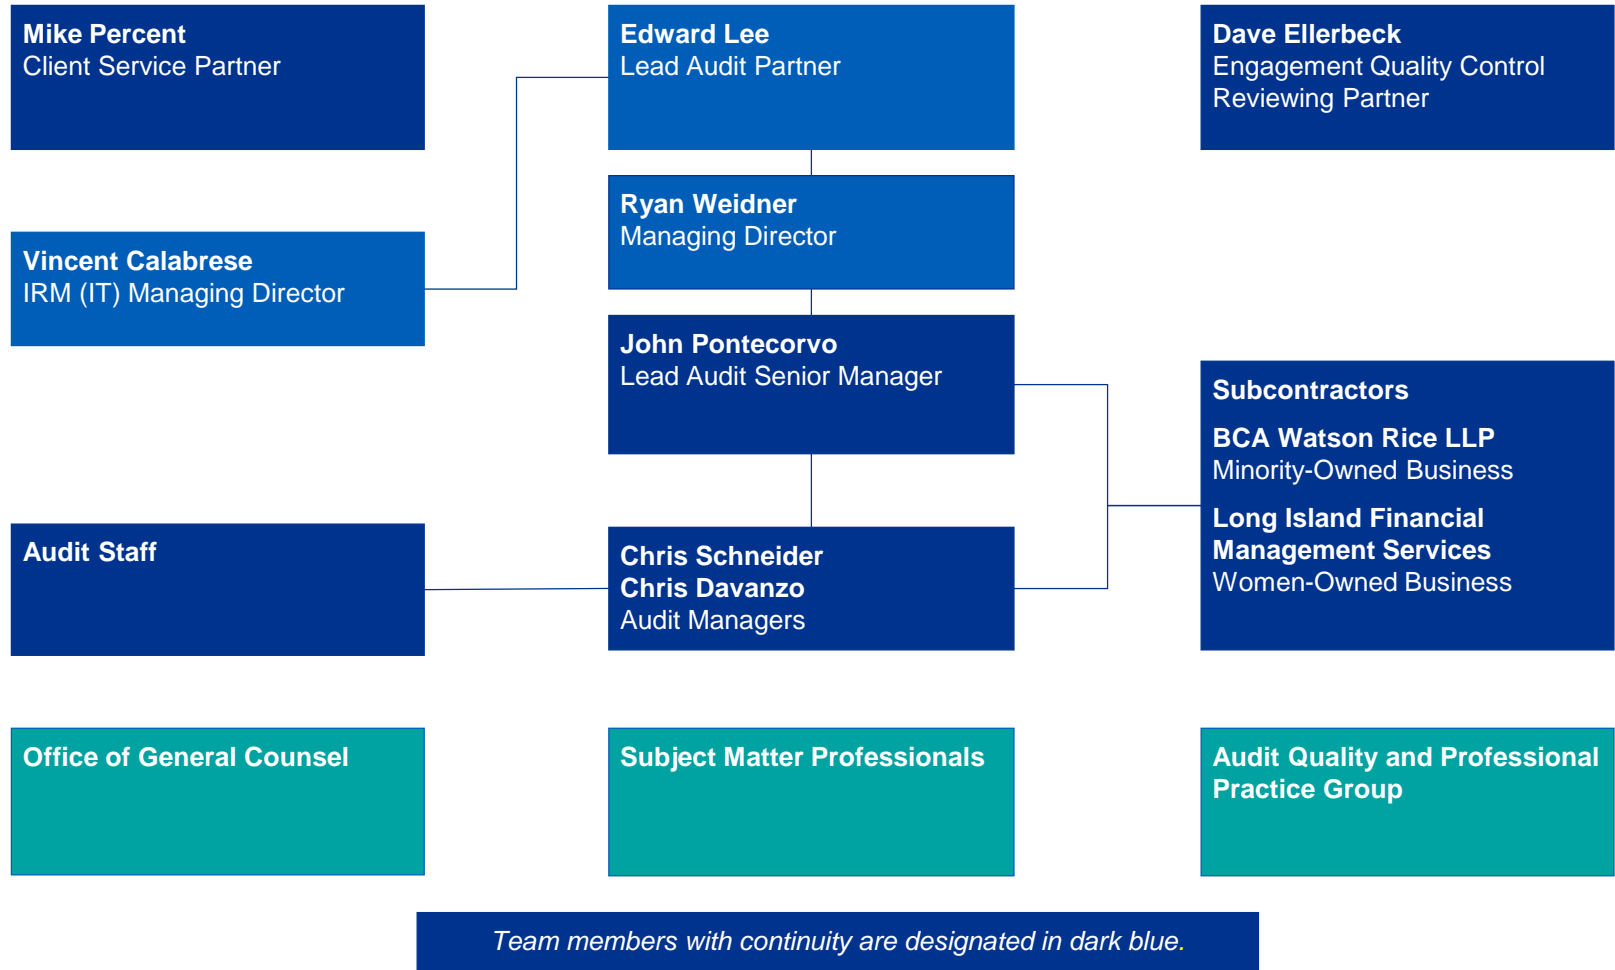 Mike Percent
Client Service Partner
Edward Lee
Lead Audit Partner
Dave Ellerbeck
Engagement Quality Control
Reviewing Partner
Ryan Weidner
Managing Director
Vincent Calabrese
IRM (IT) Managing Director
John Pontecorvo
Lead Audit Senior Manager
Subcontractors
BCA Watson Rice LLP
Minority-Owned Business
Long Island Financial
Management Services
Women-Owned Business
Audit Staff
Chris Schneider
Chris Davanzo
Audit Managers
Office of General Counsel
Subject Matter Professionals
Audit Quality and Professional
Practice Group
Team members with continuity are designated in dark blue.